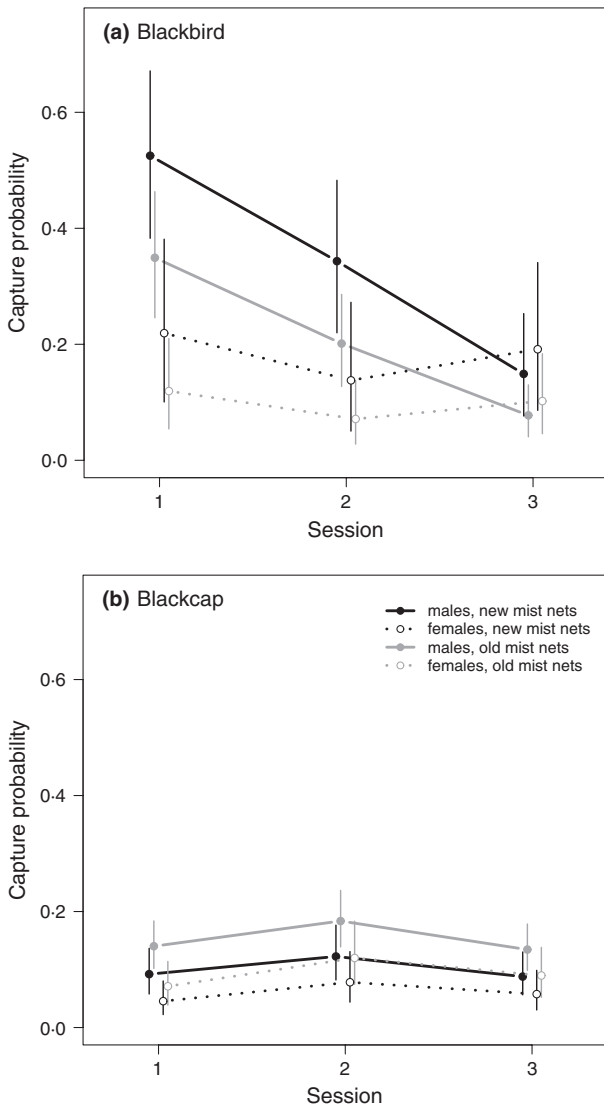 (a) Blackbird
Capture probability
0·6
0·4
0·2
0·0
1 2 3
Session
(b) Blackcap
males, new mist nets
females, new mist nets
males, old mist nets
females, old mist nets
Capture probability
0·6
0·4
0·2
0·0
1 2 3
Session